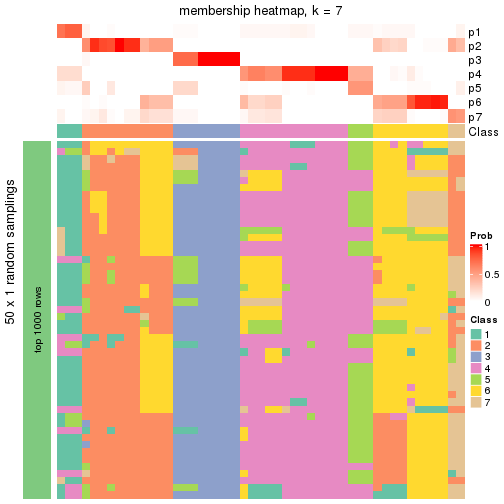 membership heatmap, k = 7
p1
p2
p3
p4
p5
p6
p7
Class
50 x 1 random samplings
top 1000 rows
Prob
1
0.5
0
Class
1
2
3
4
5
6
7